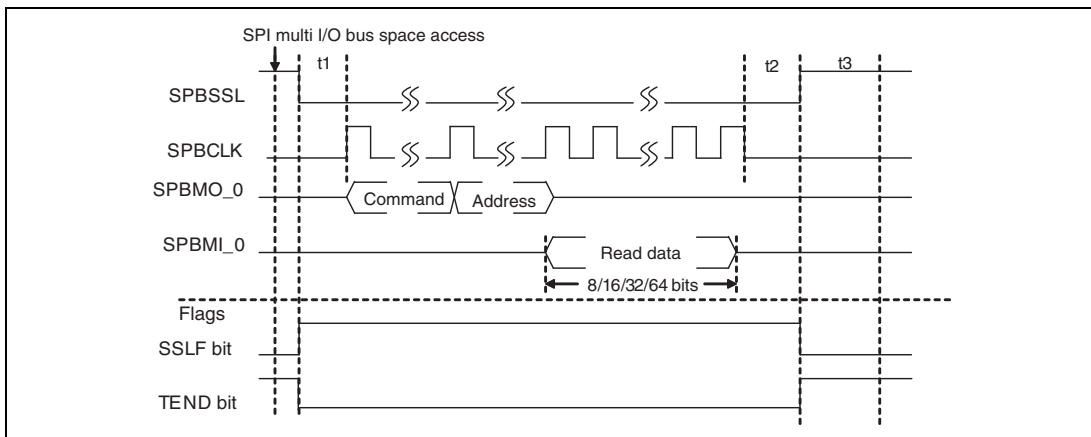 SPI multi I/O bus space access
t1
t2
t3
SPBSSL
SPBCLK
SPBMO_0
Command
Address
SPBMI_0
Read data
8/16/32/64 bits
Flags
SSLF bit
TEND bit